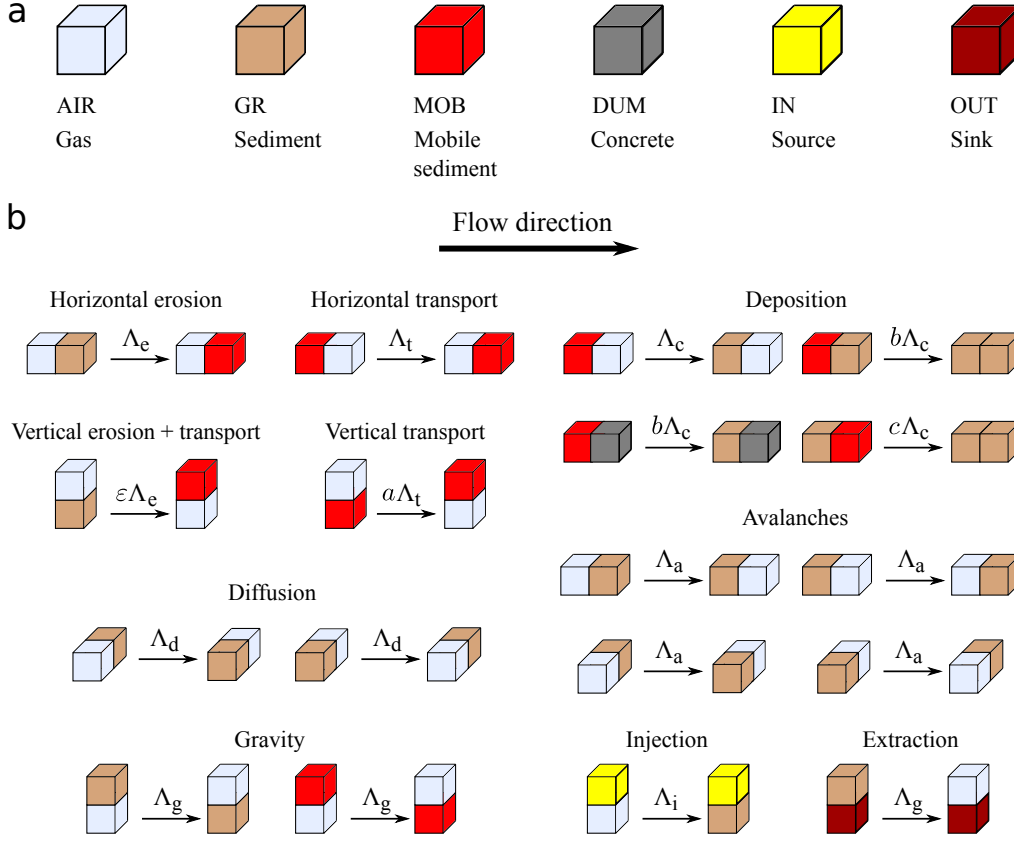 a
AIR GR MOB DUM IN OUT
Gas Sediment Mobile Concrete Source Sink
sediment
b
Flow direction
Horizontal erosion Horizontal transport Deposition
Λe Λt Λc bΛc
Vertical erosion + transport Vertical transport
bΛc cΛc
εΛe aΛt
Avalanches
Λa Λa
Diffusion
Λd Λd
Λa Λa
Gravity Injection Extraction
Λg Λg Λi Λg